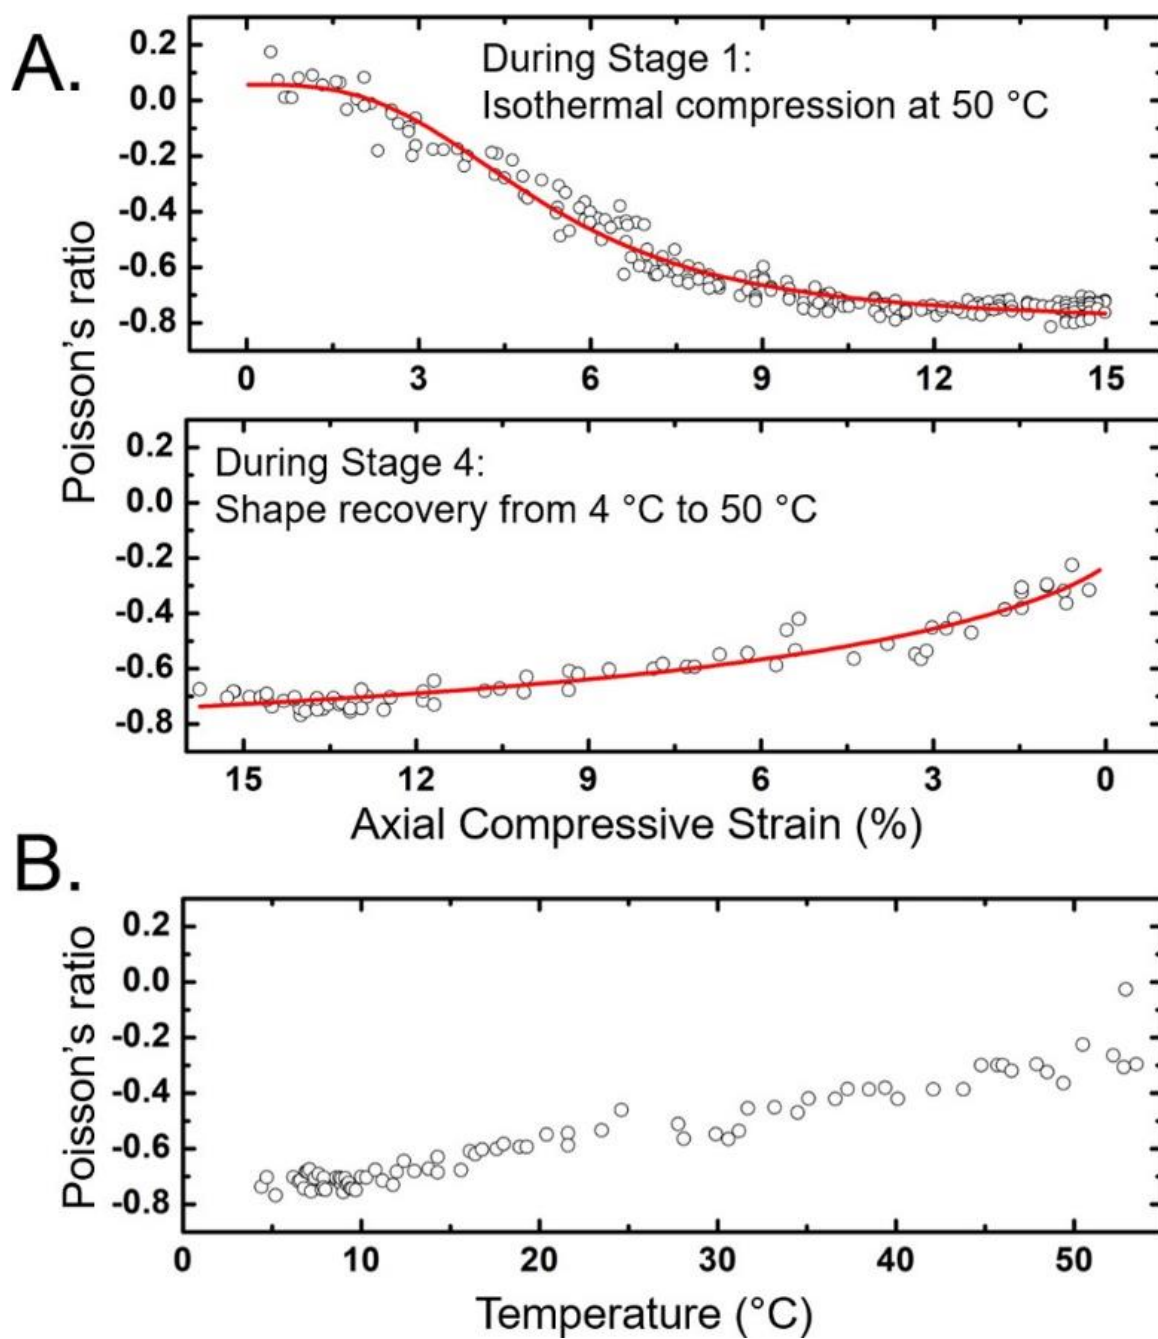 A.
During Stage 1:
Isothermal compression at 50 °C
0.2
0.0
-0.2
-0.4
-0.6
-0.8
0 3 6 9 12 15
Poisson's ratio
During Stage 4:
Shape recovery from 4 °C to 50 °C
0.2
0.0
-0.2
-0.4
-0.6
-0.8
15 12 9 6 3 0
Axial Compressive Strain (%)
B.
Poisson's ratio
0.2
0.0
-0.2
-0.4
-0.6
-0.8
0 10 20 30 40 50
Temperature (°C)